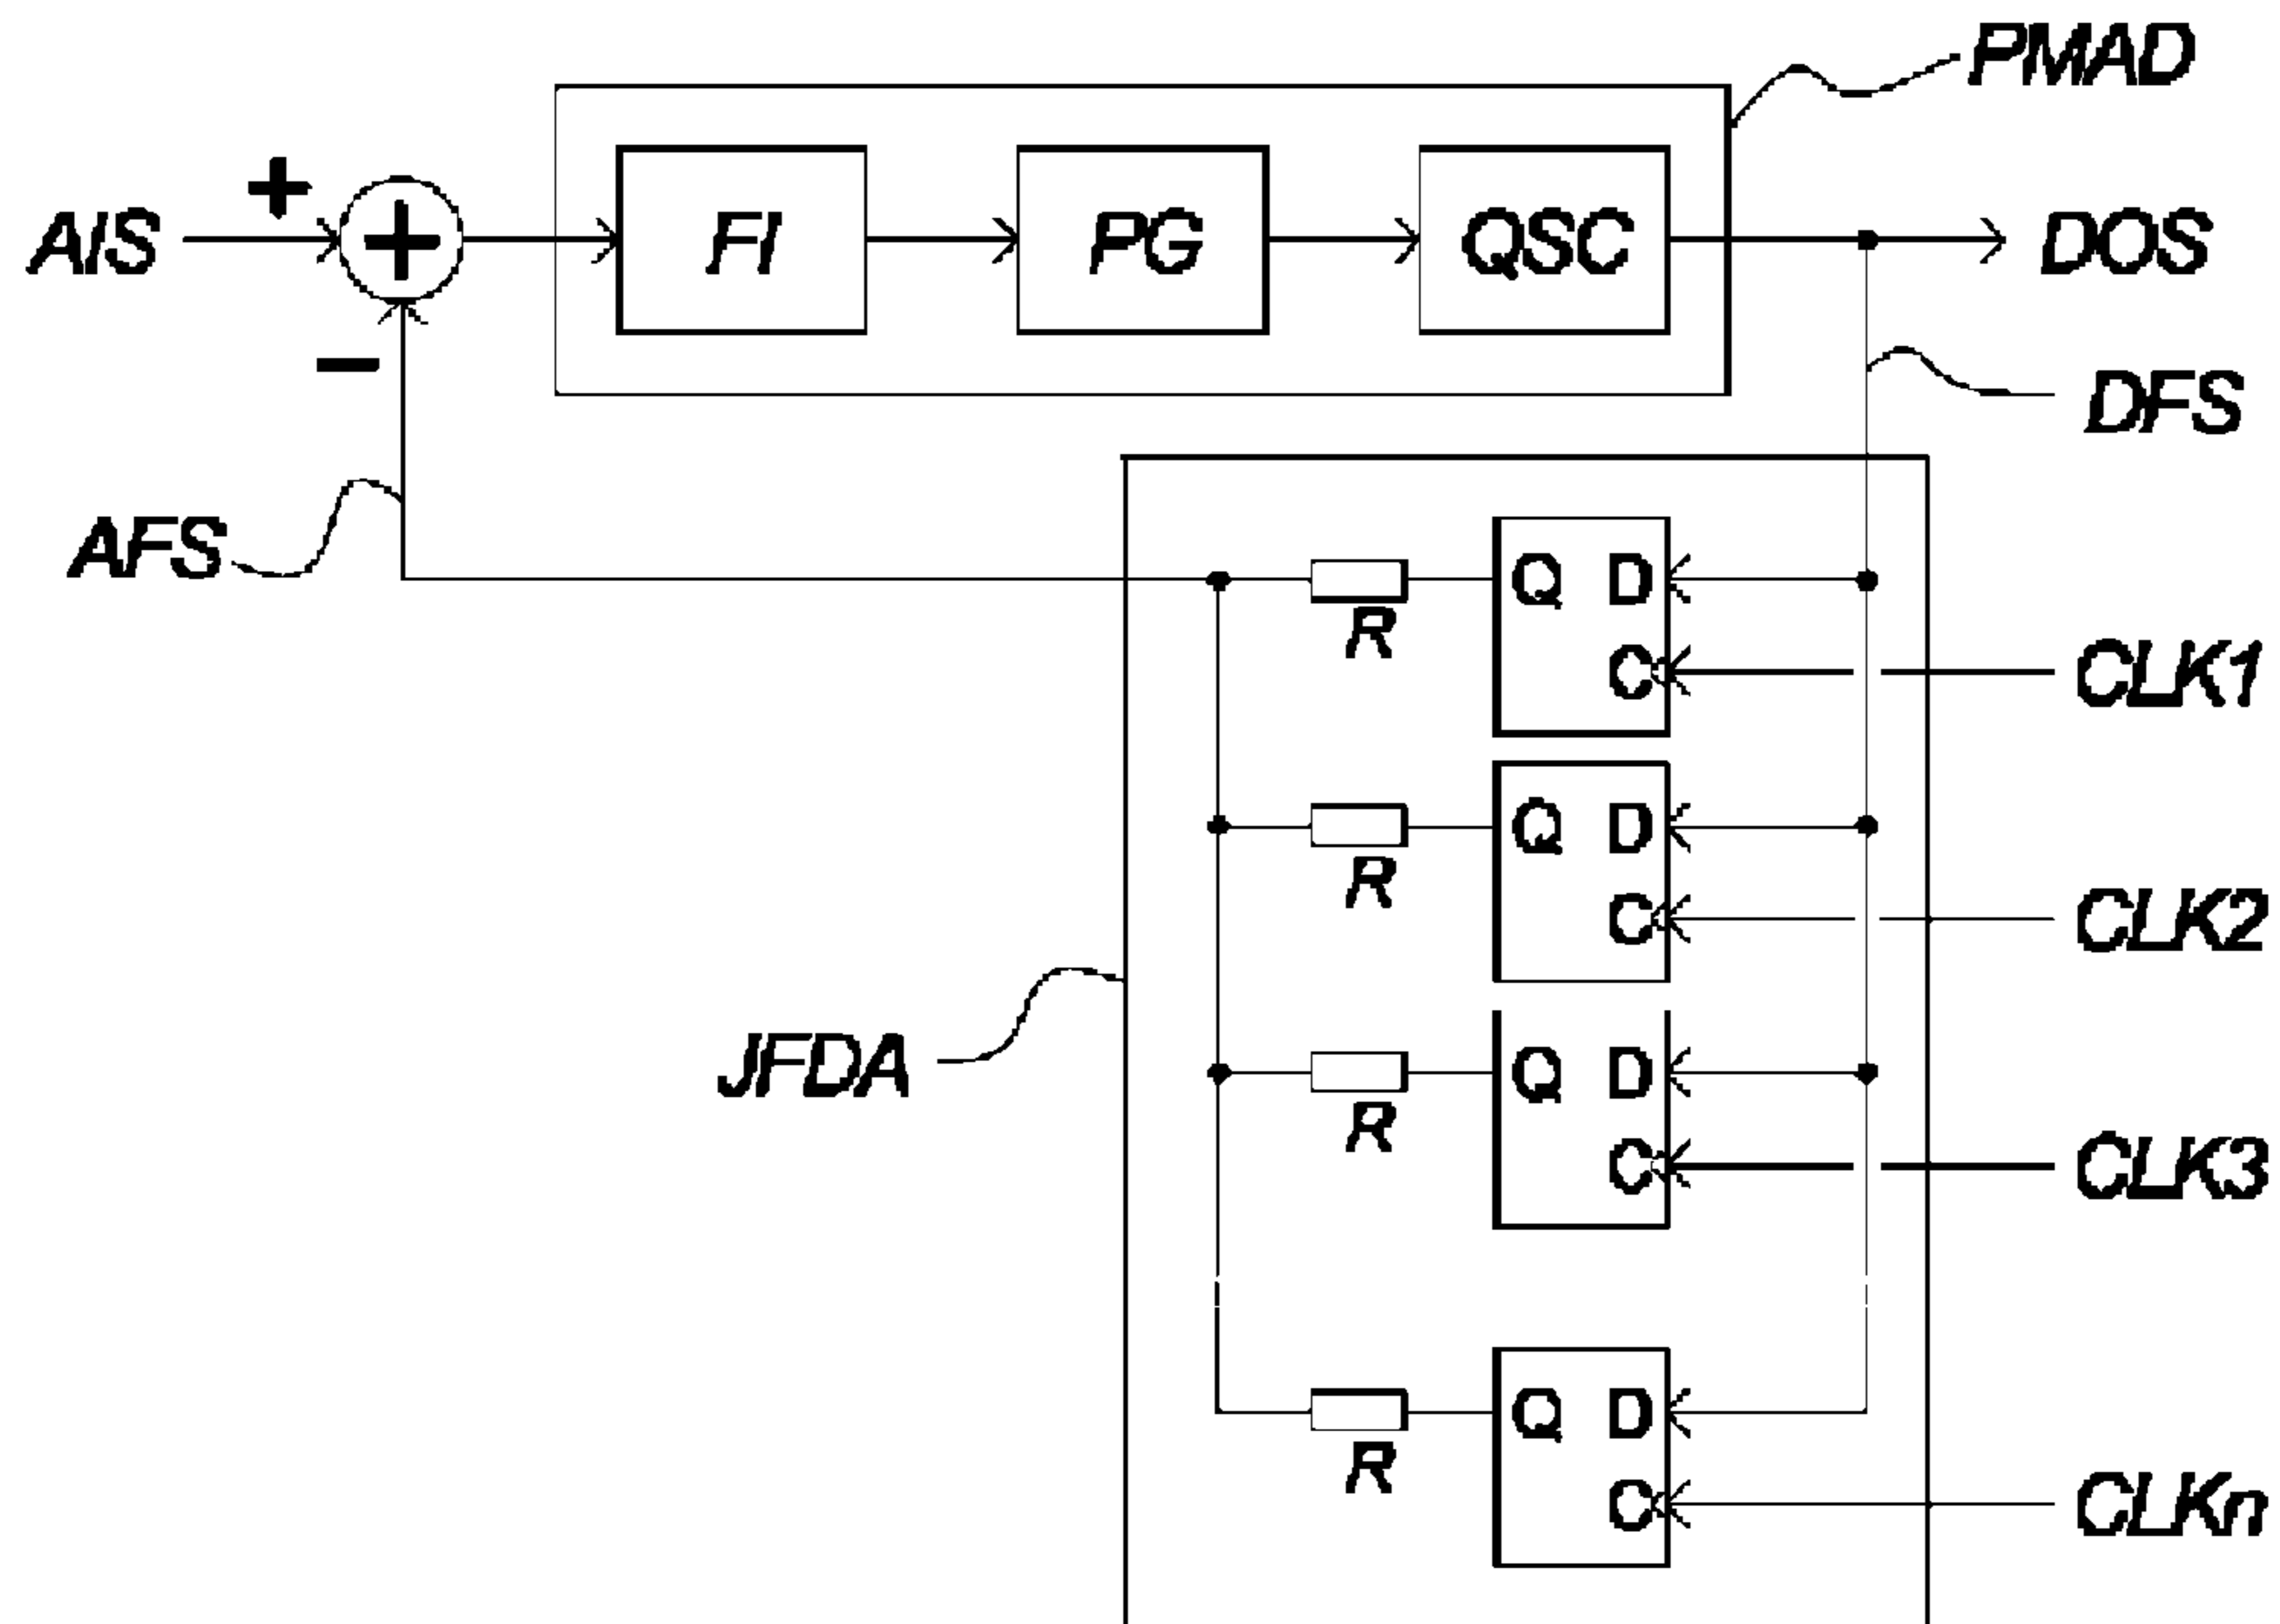 PMAD
+
AIS + FI PG QSC DOS
−
DFS
AFS
Q D
R
C CLK1
Q D
R
C CLK2
JFDA
Q D
R
C CLK3
Q D
R
C CLKn